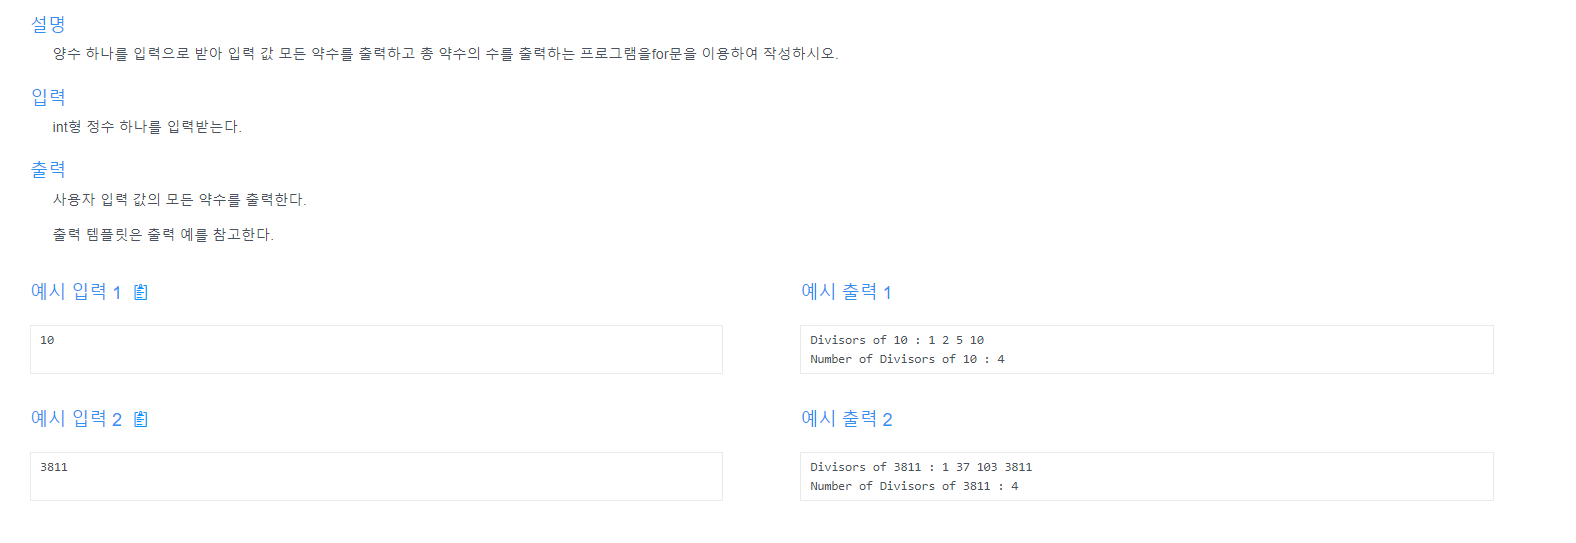 설명
양수 하나를 입력으로 받아 입력 값 모든 약수를 출력하고 총 약수의 수를 출력하는 프로그램을for문을 이용하여 작성하시오.
입력
int형 정수 하나를 입력받는다.
출력
사용자 입력 값의 모든 약수를 출력한다.
출력 템플릿은 출력 예를 참고한다.
예시 입력 1
10
예시 출력 1
Divisors of 10 : 1 2 5 10
Number of Divisors of 10 : 4
예시 입력 2
3811
예시 출력 2
Divisors of 3811 : 1 37 103 3811
Number of Divisors of 3811 : 4